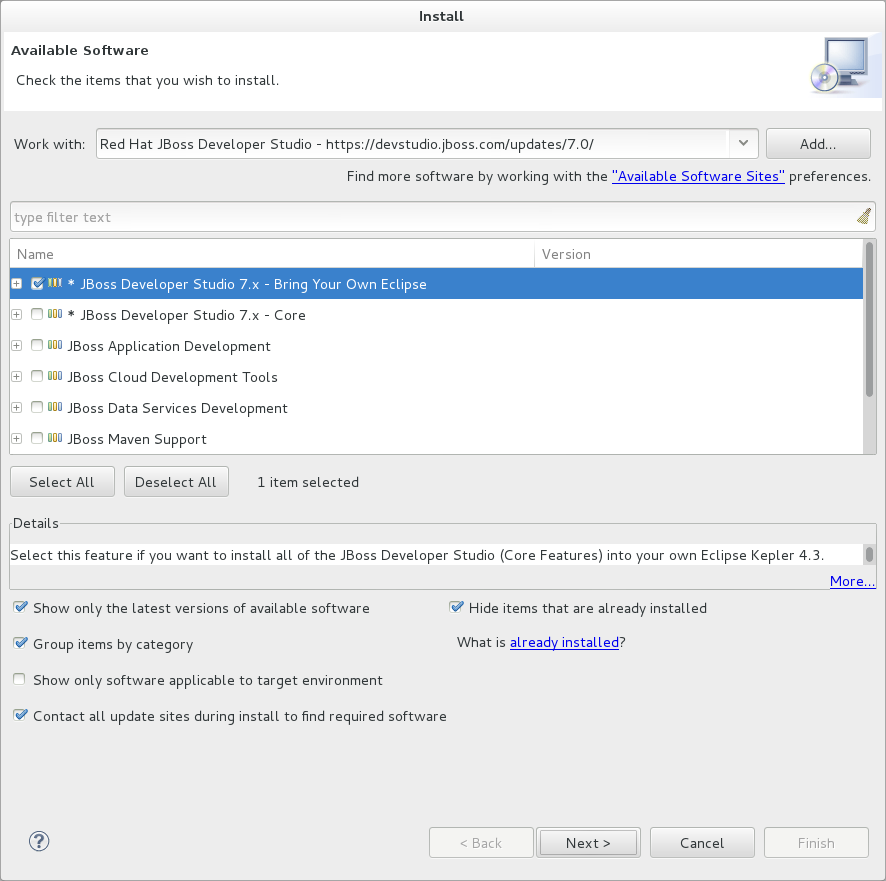 Install
Available Software
Check the items that you wish to install.
Work with: Red Hat JBoss Developer Studio - https://devstudio.jboss.com/updates/7.0/ Add...
Find more software by working with the "Available Software Sites" preferences.
type filter text
Name Version
* JBoss Developer Studio 7.x - Bring Your Own Eclipse
* JBoss Developer Studio 7.x - Core
JBoss Application Development
JBoss Cloud Development Tools
JBoss Data Services Development
JBoss Maven Support
Select All Deselect All 1 item selected
Details
Select this feature if you want to install all of the JBoss Developer Studio (Core Features) into your own Eclipse Kepler 4.3.
More...
Show only the latest versions of available software Hide items that are already installed
Group items by category What is already installed?
Show only software applicable to target environment
Contact all update sites during install to find required software
? < Back Next > Cancel Finish